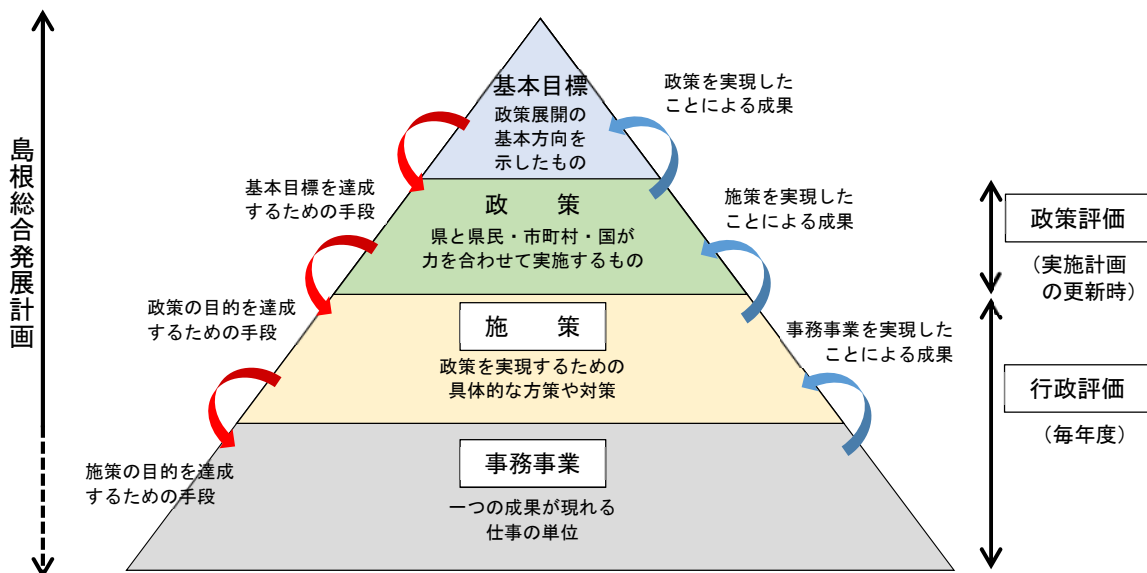 島根総合発展計画
基本目標
政策展開の
基本方向を
示したもの
政策を実現した
ことによる成果
基本目標を達成
するための手段
政　　策
県と県民・市町村・国が
力を合わせて実施するもの
施策を実現した
ことによる成果
政策評価
（実施計画
の更新時）
政策の目的を達成
するための手段
施　　策
政策を実現するための
具体的な方策や対策
事務事業を実現した
ことによる成果
行政評価
（毎年度）
施策の目的を達成
するための手段
事務事業
一つの成果が現れる
仕事の単位